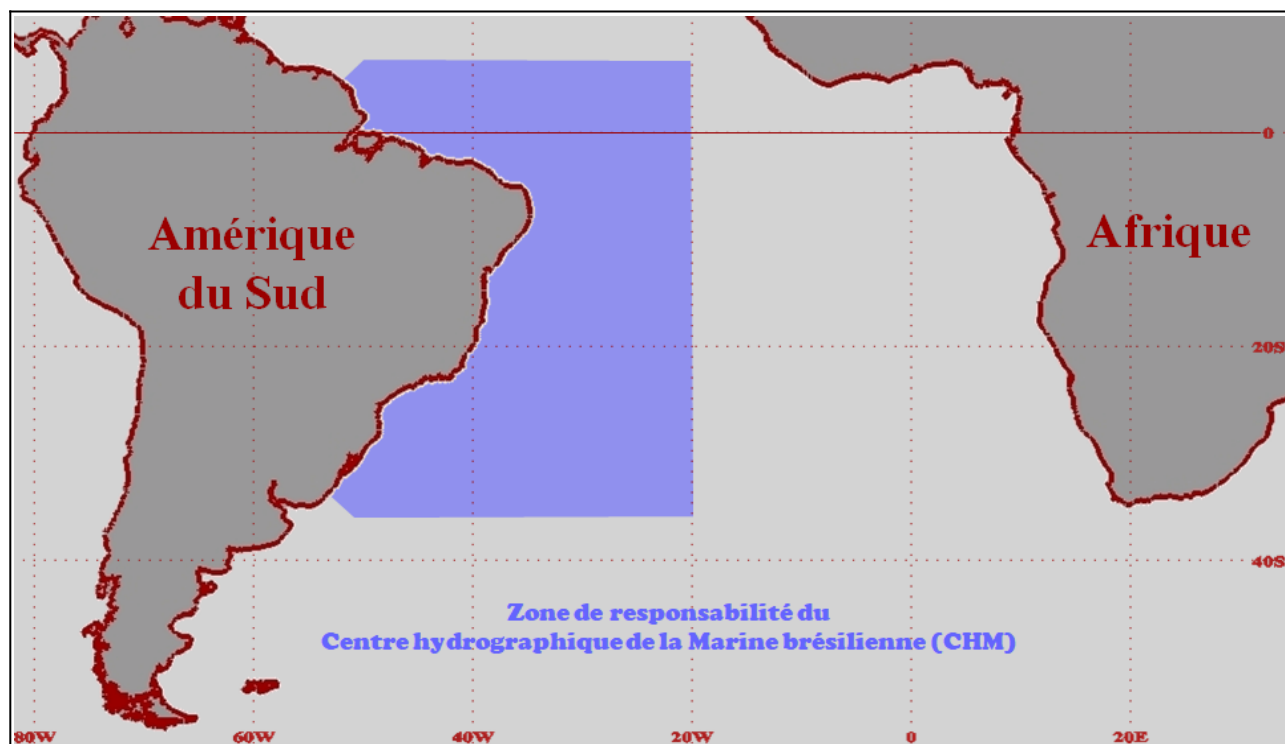 0
Amérique
du Sud
Afrique
20S
40S
Zone de responsabilité du
Centre hydrographique de la Marine brésilienne (CHM)
80W 60W 40W 20W 0 20E